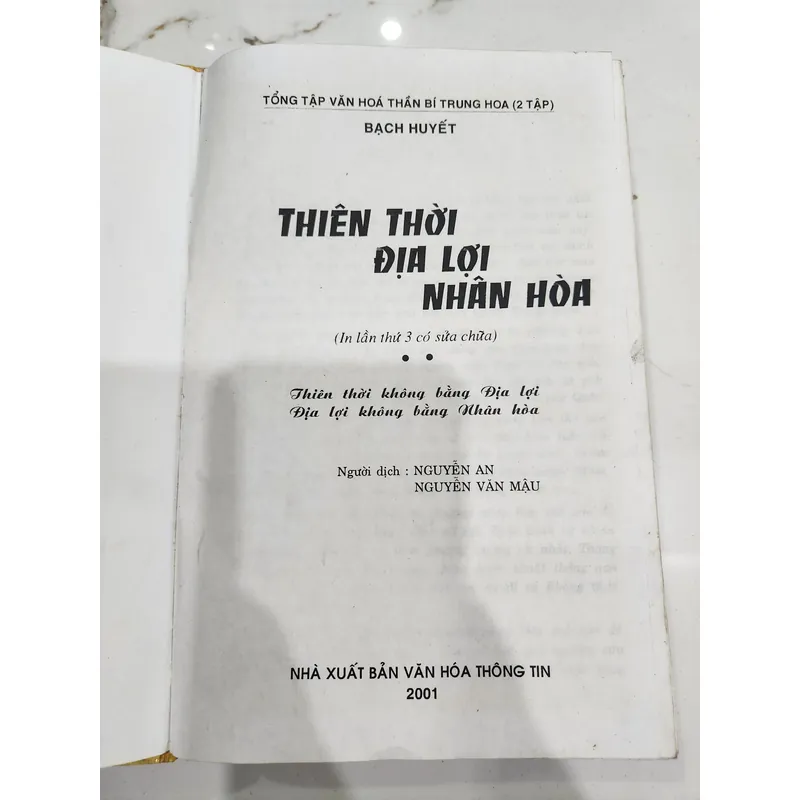 TỔNG TẬP VĂN HOÁ THẦN BÍ TRUNG HOA (2 TẬP)
BẠCH HUYẾT
THIÊN THỜI
ĐỊA LỢI
NHÂN HÒA
(In lần thứ 3 có sửa chữa)
Thiên thời không bằng Địa lợi
Địa lợi không bằng Nhân hòa
Người dịch : NGUYỄN AN
NGUYỄN VĂN MẬU
NHÀ XUẤT BẢN VĂN HÓA THÔNG TIN
2001